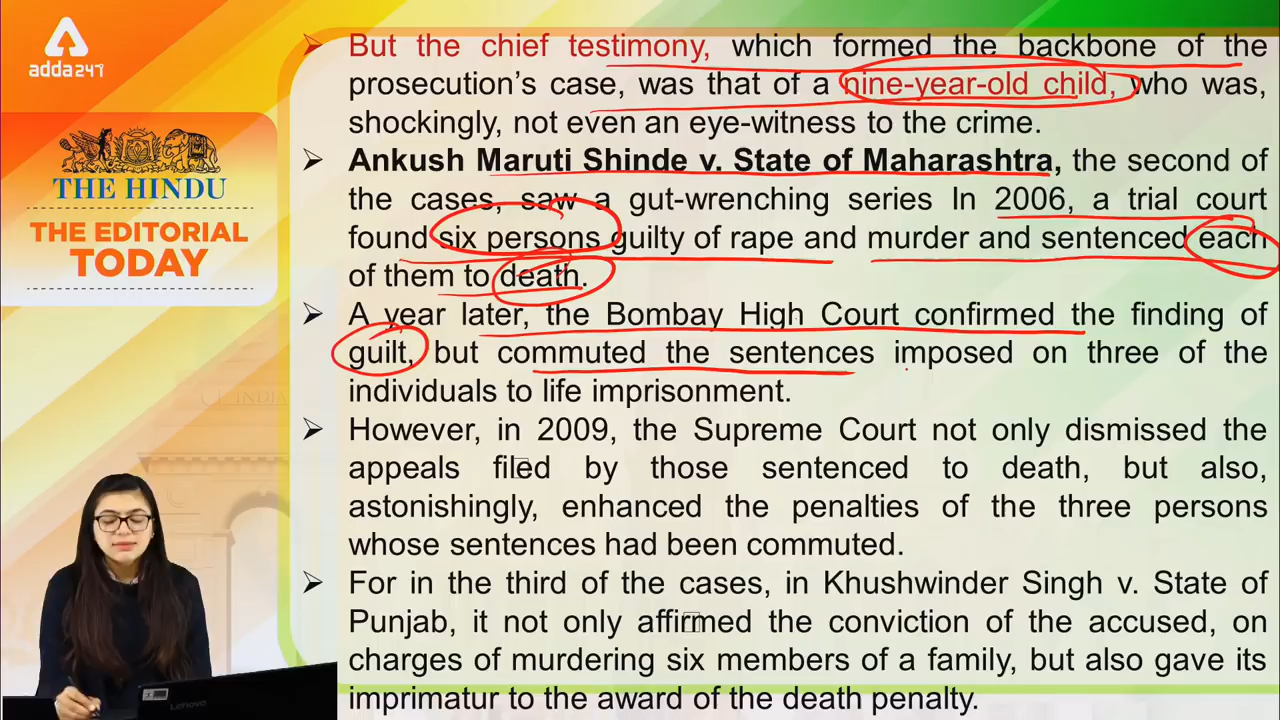 adda247
THE HINDU
THE EDITORIAL
TODAY
But the chief testimony, which formed the backbone of the
prosecution's case, was that of a nine-year-old child, who was,
shockingly, not even an eye-witness to the crime.
Ankush Maruti Shinde v. State of Maharashtra, the second of
the cases, saw a gut-wrenching series In 2006, a trial court
found six persons guilty of rape and murder and sentenced each
of them to death.
A year later, the Bombay High Court confirmed the finding of
guilt, but commuted the sentences imposed on three of the
individuals to life imprisonment.
However, in 2009, the Supreme Court not only dismissed the
appeals filed by those sentenced to death, but also,
astonishingly, enhanced the penalties of the three persons
whose sentences had been commuted.
For in the third of the cases, in Khushwinder Singh v. State of
Punjab, it not only affirmed the conviction of the accused, on
charges of murdering six members of a family, but also gave its
imprimatur to the award of the death penalty.
INDIA
Lenovo